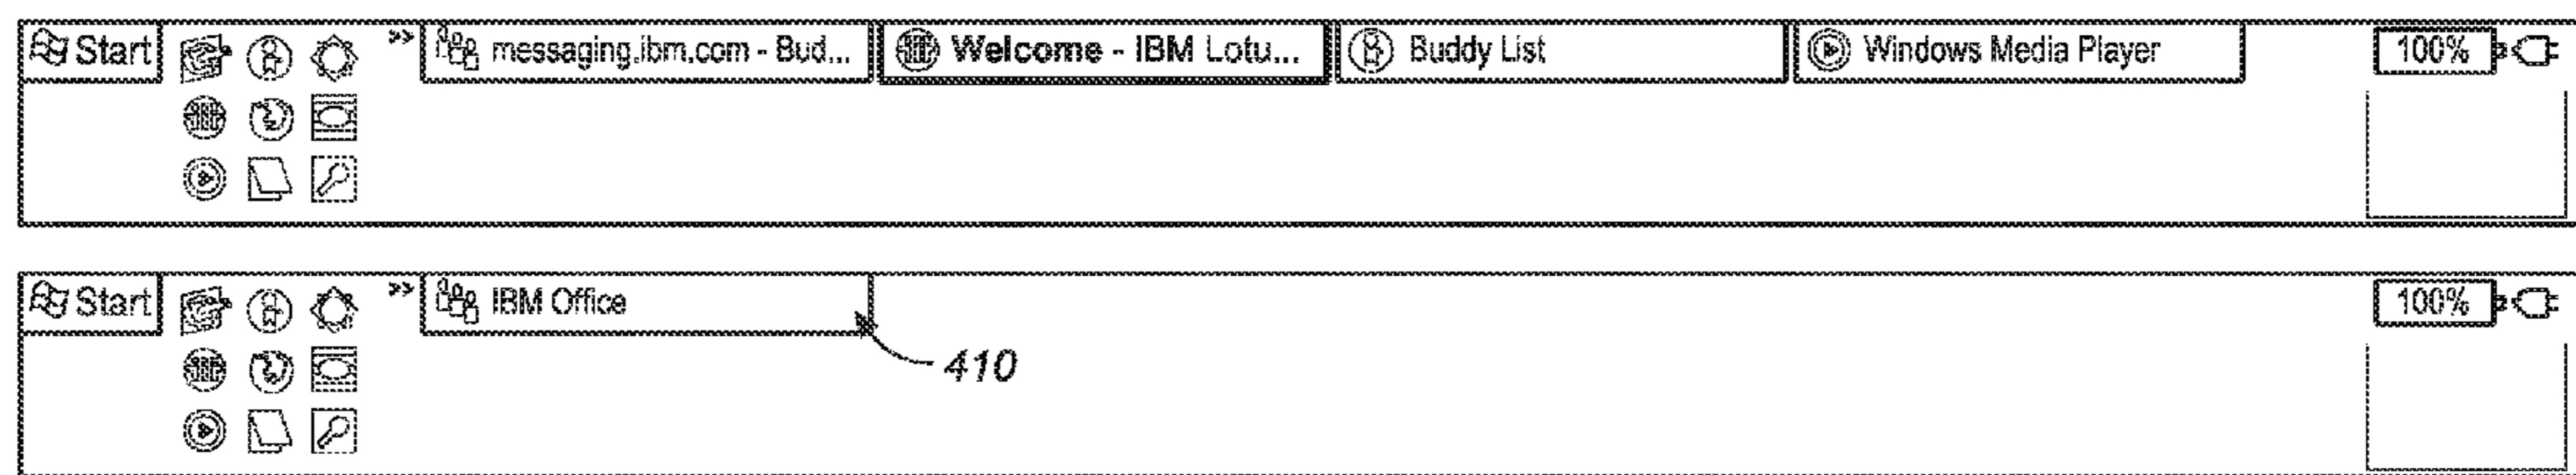 Start » messaging.ibm.com - Bud... Welcome - IBM Lotu... Buddy List Windows Media Player 100%
Start » IBM Office 100%
410